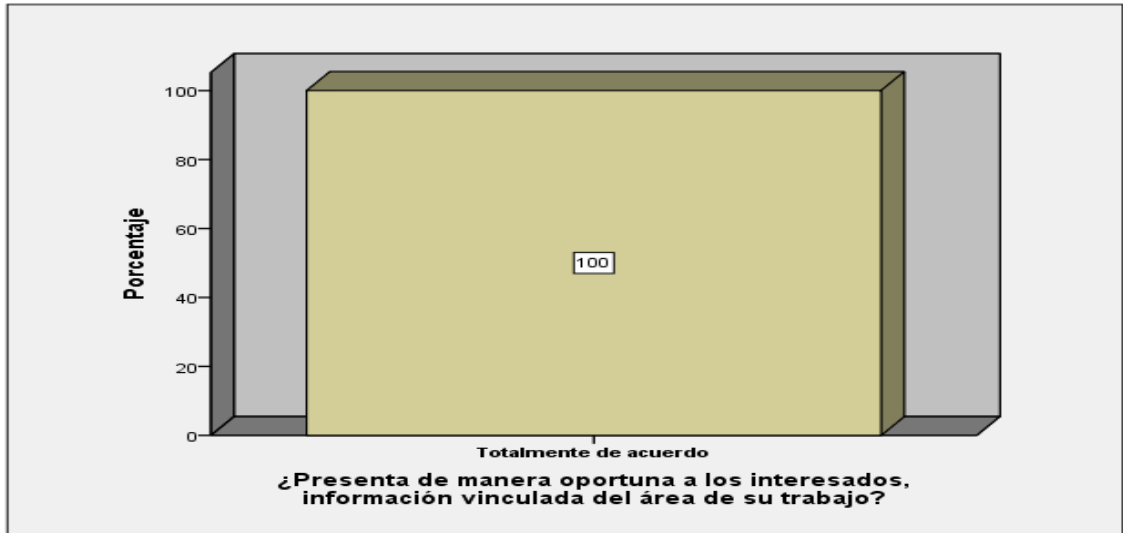 100
80
60
40
20
0
Porcentaje
100
Totalmente de acuerdo
¿Presenta de manera oportuna a los interesados,
información vinculada del área de su trabajo?